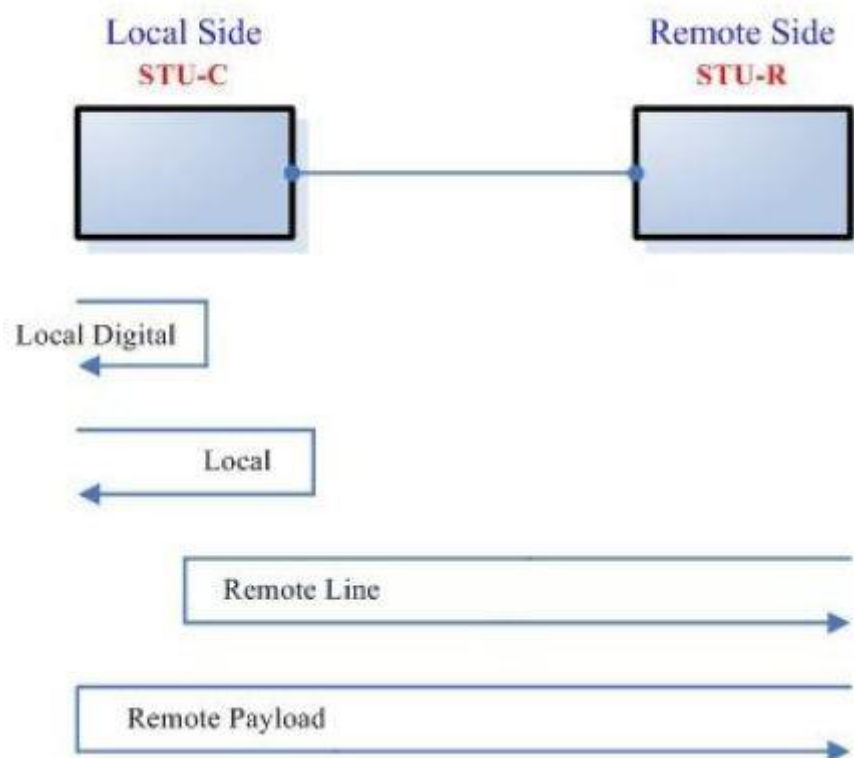 Local Side
STU-C
Remote Side
STU-R
Local Digital
Local
Remote Line
Remote Payload